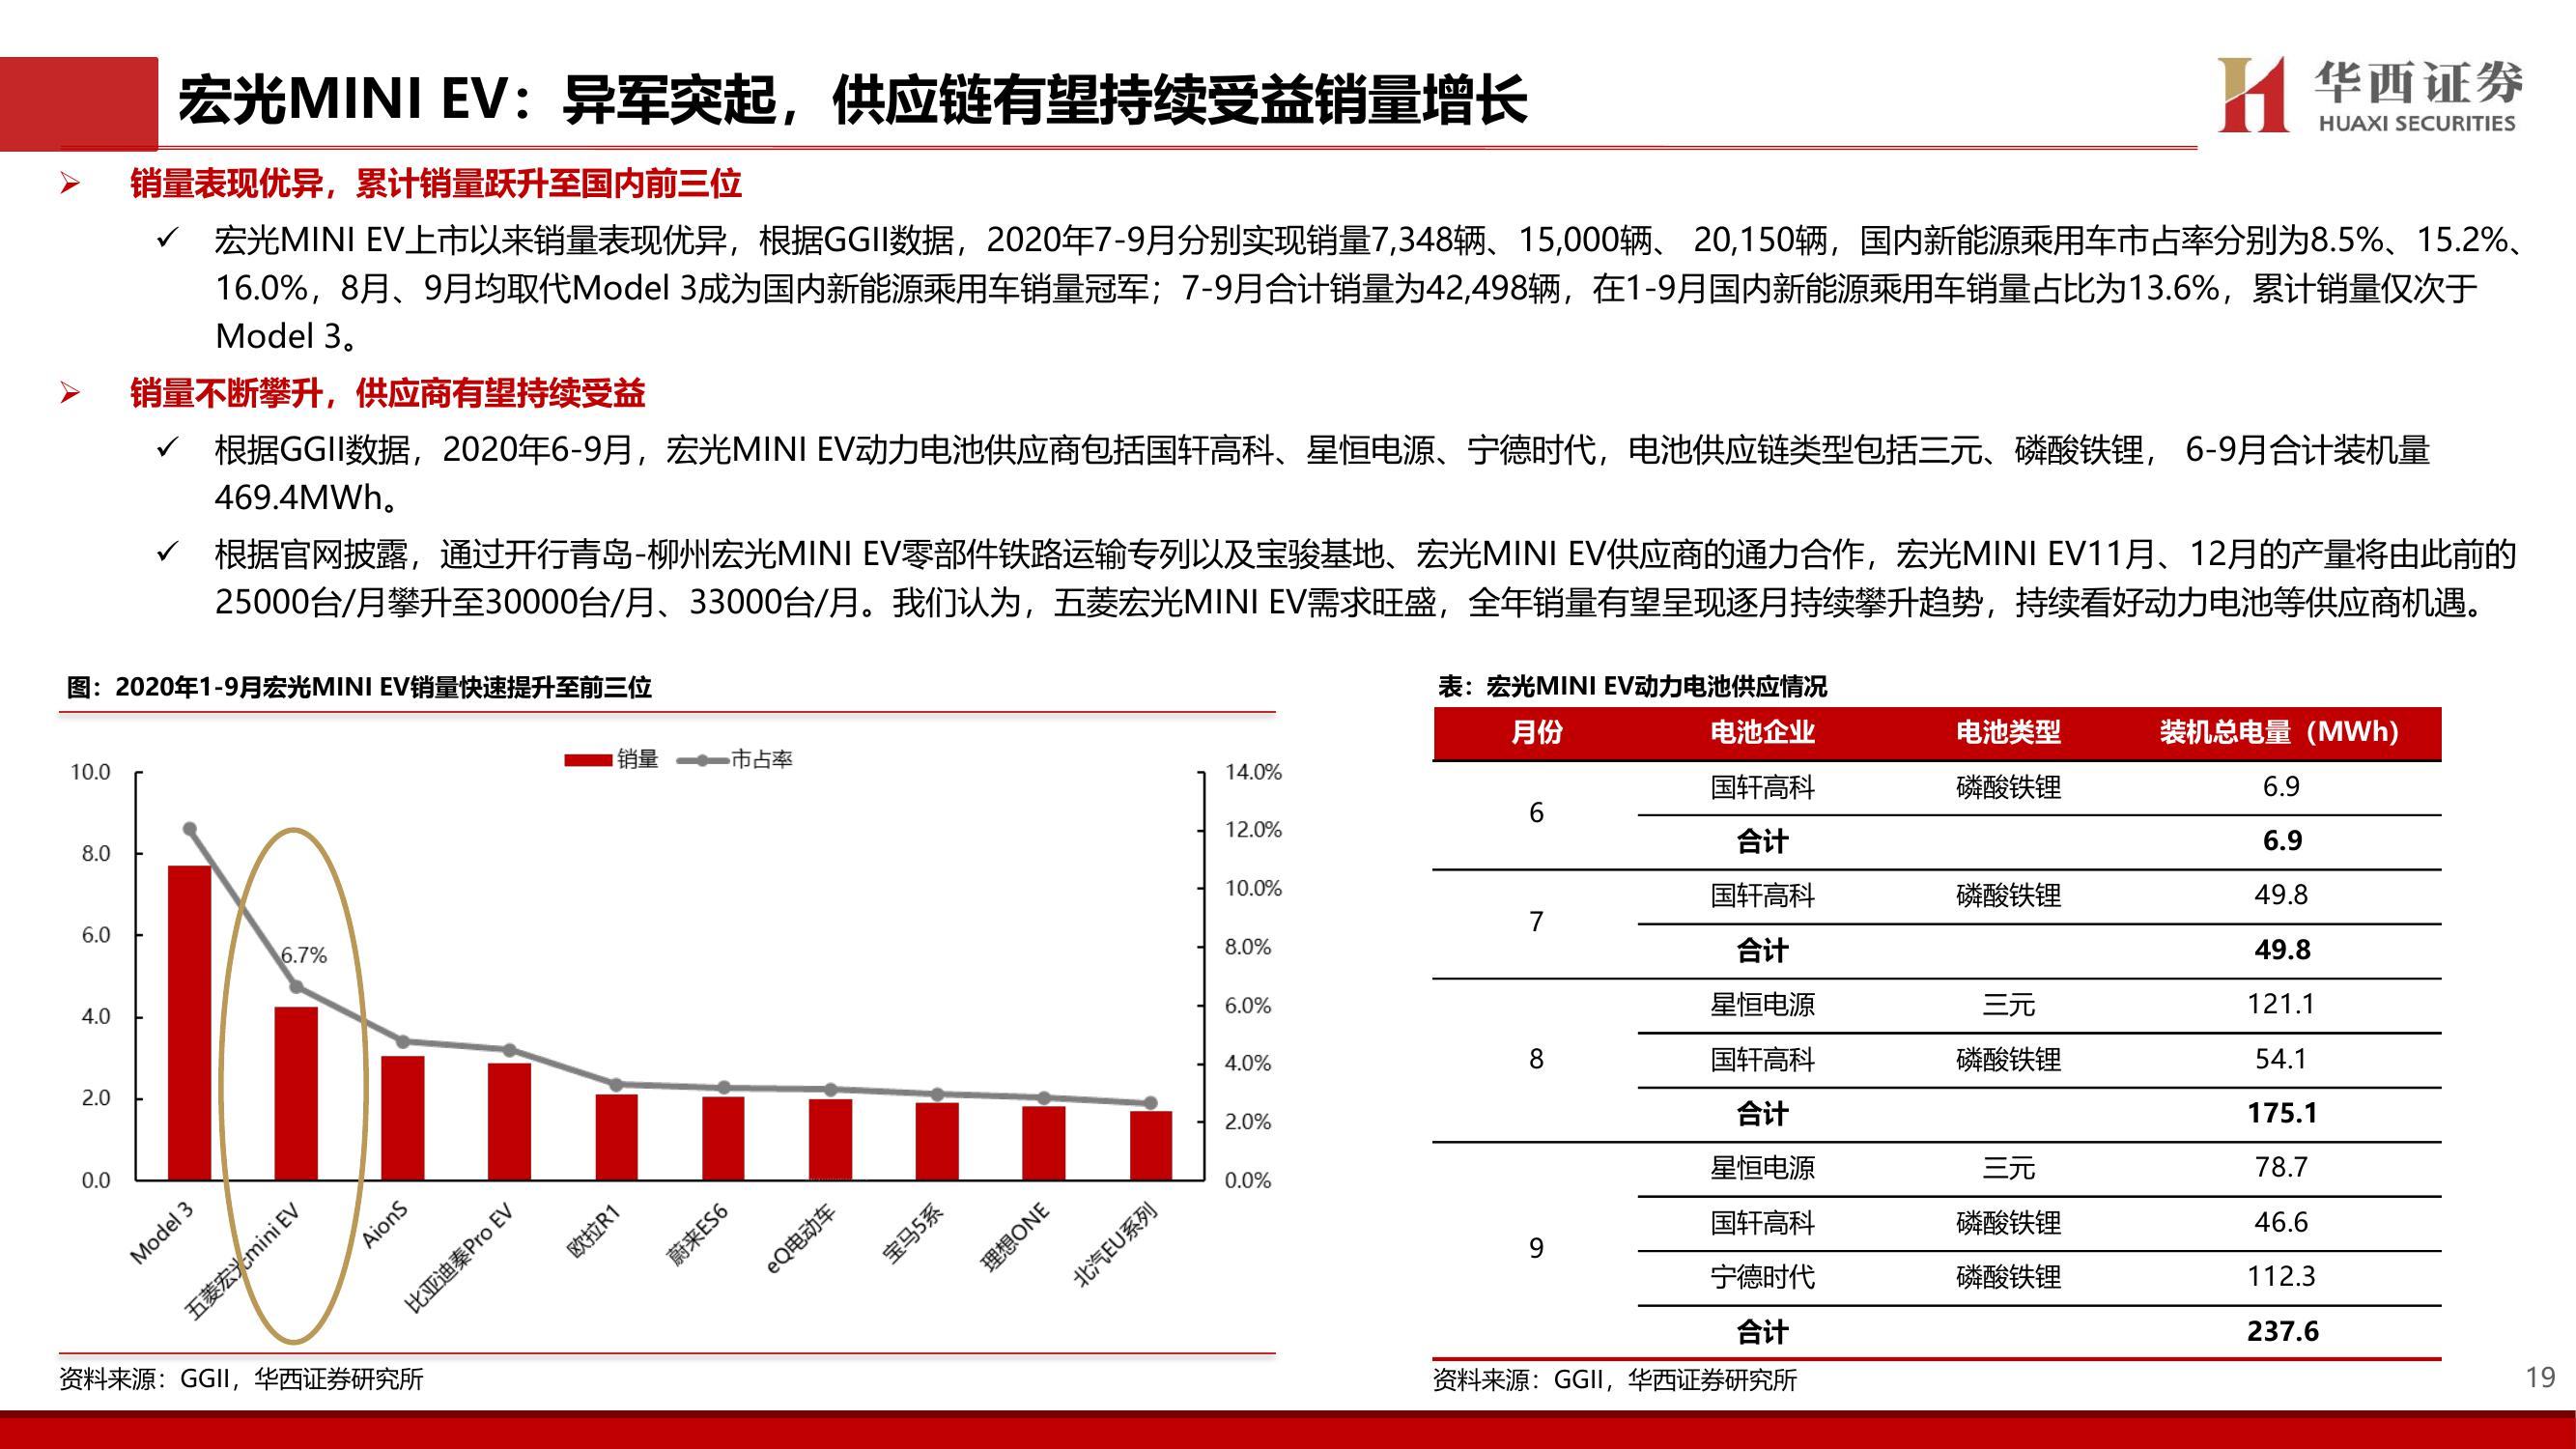 宏光MINI EV：异军突起，供应链有望持续受益销量增长
华西证券
HUAXI SECURITIES
销量表现优异，累计销量跃升至国内前三位
宏光MINI EV上市以来销量表现优异，根据GGII数据，2020年7-9月分别实现销量7,348辆、15,000辆、 20,150辆，国内新能源乘用车市占率分别为8.5%、15.2%、
16.0%，8月、9月均取代Model 3成为国内新能源乘用车销量冠军；7-9月合计销量为42,498辆，在1-9月国内新能源乘用车销量占比为13.6%，累计销量仅次于
Model 3。
销量不断攀升，供应商有望持续受益
根据GGII数据，2020年6-9月，宏光MINI EV动力电池供应商包括国轩高科、星恒电源、宁德时代，电池供应链类型包括三元、磷酸铁锂， 6-9月合计装机量
469.4MWh。
根据官网披露，通过开行青岛-柳州宏光MINI EV零部件铁路运输专列以及宝骏基地、宏光MINI EV供应商的通力合作，宏光MINI EV11月、12月的产量将由此前的
25000台/月攀升至30000台/月、33000台/月。我们认为，五菱宏光MINI EV需求旺盛，全年销量有望呈现逐月持续攀升趋势，持续看好动力电池等供应商机遇。
图：2020年1-9月宏光MINI EV销量快速提升至前三位
销量 市占率
10.0
8.0
6.0
4.0
2.0
0.0
14.0%
12.0%
10.0%
8.0%
6.0%
4.0%
2.0%
0.0%
6.7%
Model 3
五菱宏光mini EV
AionS
比亚迪秦Pro EV
欧拉R1
蔚来ES6
eQ电动车
宝马5系
理想ONE
北汽EU系列
资料来源：GGII，华西证券研究所
表：宏光MINI EV动力电池供应情况
月份 电池企业 电池类型 装机总电量（MWh）
6
国轩高科 磷酸铁锂 6.9
合计 6.9
7
国轩高科 磷酸铁锂 49.8
合计 49.8
8
星恒电源 三元 121.1
国轩高科 磷酸铁锂 54.1
合计 175.1
9
星恒电源 三元 78.7
国轩高科 磷酸铁锂 46.6
宁德时代 磷酸铁锂 112.3
合计 237.6
资料来源：GGII，华西证券研究所
19